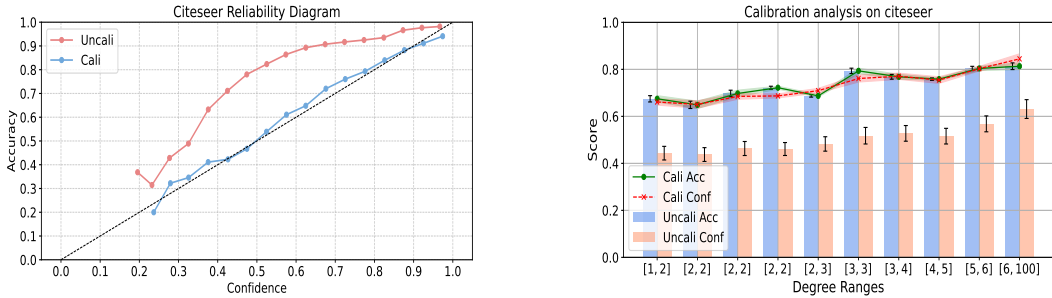 Citeseer Reliability Diagram
Accuracy
1.0
0.9
0.8
0.7
0.6
0.5
0.4
0.3
0.2
0.1
0.0
Uncali
Cali
0.0 0.1 0.2 0.3 0.4 0.5 0.6 0.7 0.8 0.9 1.0
Confidence
Calibration analysis on citeseer
Score
1.0
0.8
0.6
0.4
0.2
0.0
Cali Acc
Cali Conf
Uncali Acc
Uncali Conf
[1, 2] [2, 2] [2, 2] [2, 2] [2, 3] [3, 3] [3, 4] [4, 5] [5, 6] [6, 100]
Degree Ranges